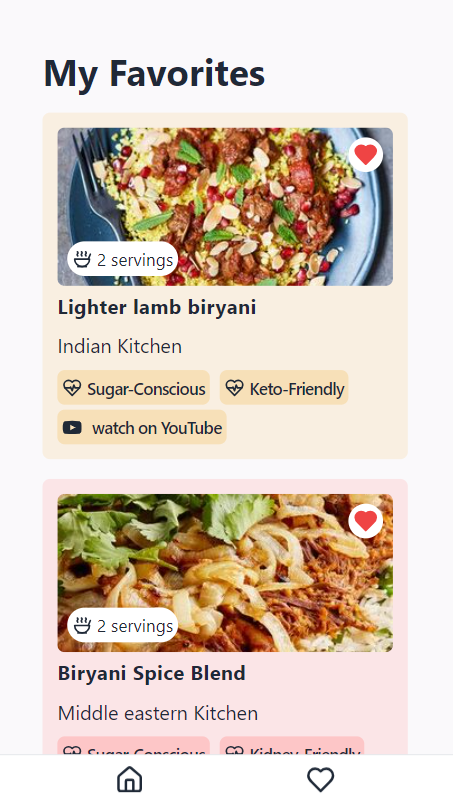 My Favorites
2 servings
Lighter lamb biryani
Indian Kitchen
Sugar-Conscious Keto-Friendly
watch on YouTube
2 servings
Biryani Spice Blend
Middle eastern Kitchen
Sugar-Conscious Kidney-Friendly